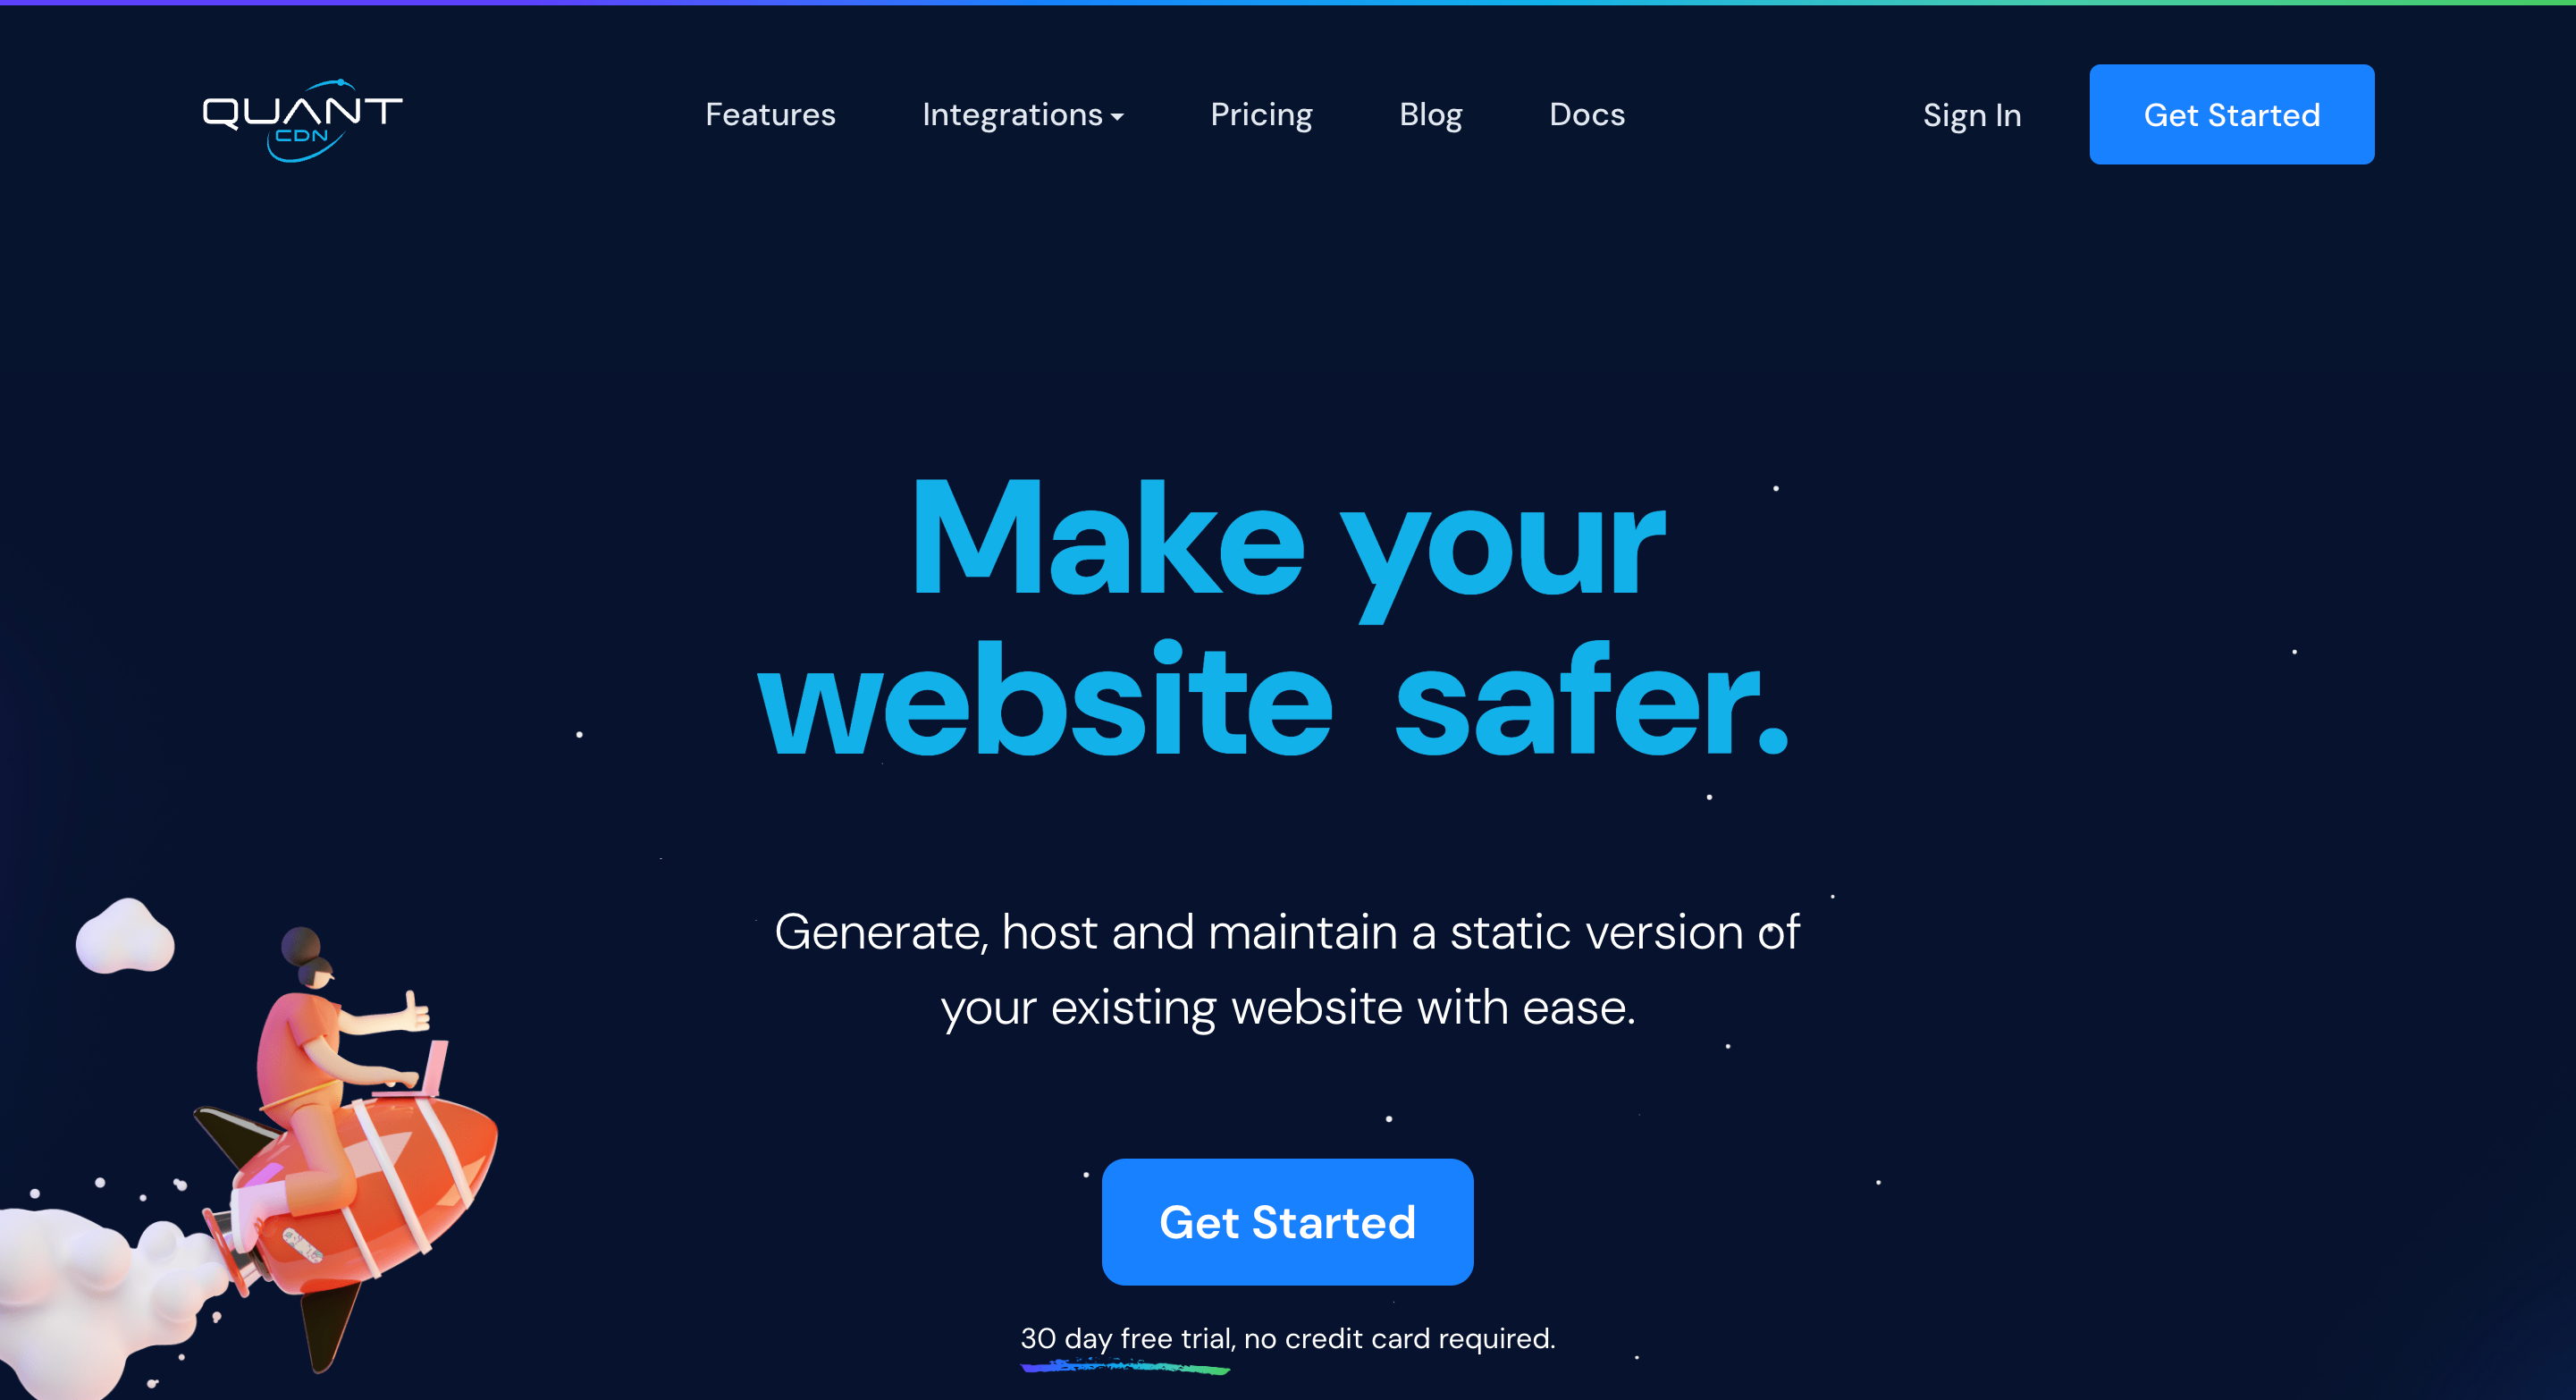 QUANT
CDN
Features
Integrations
Pricing
Blog
Docs
Sign In
Get Started
Make your
website safer.
Generate, host and maintain a static version of
your existing website with ease.
Get Started
30 day free trial, no credit card required.